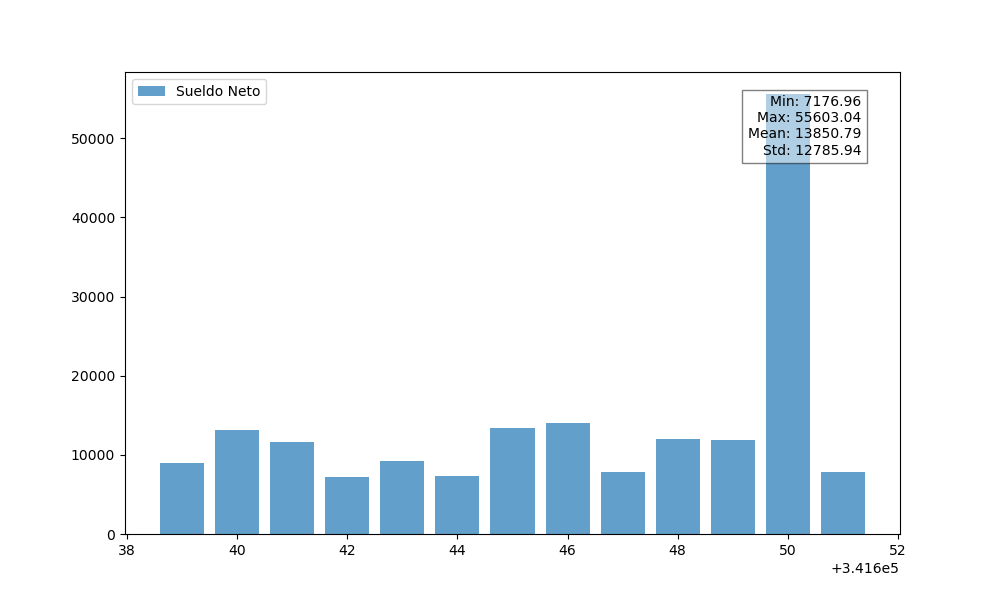 Sueldo Neto
Min: 7176.96
Max: 55603.04
Mean: 13850.79
Std: 12785.94
50000
40000
30000
20000
10000
0
38 40 42 44 46 48 50 52
+3.416e5